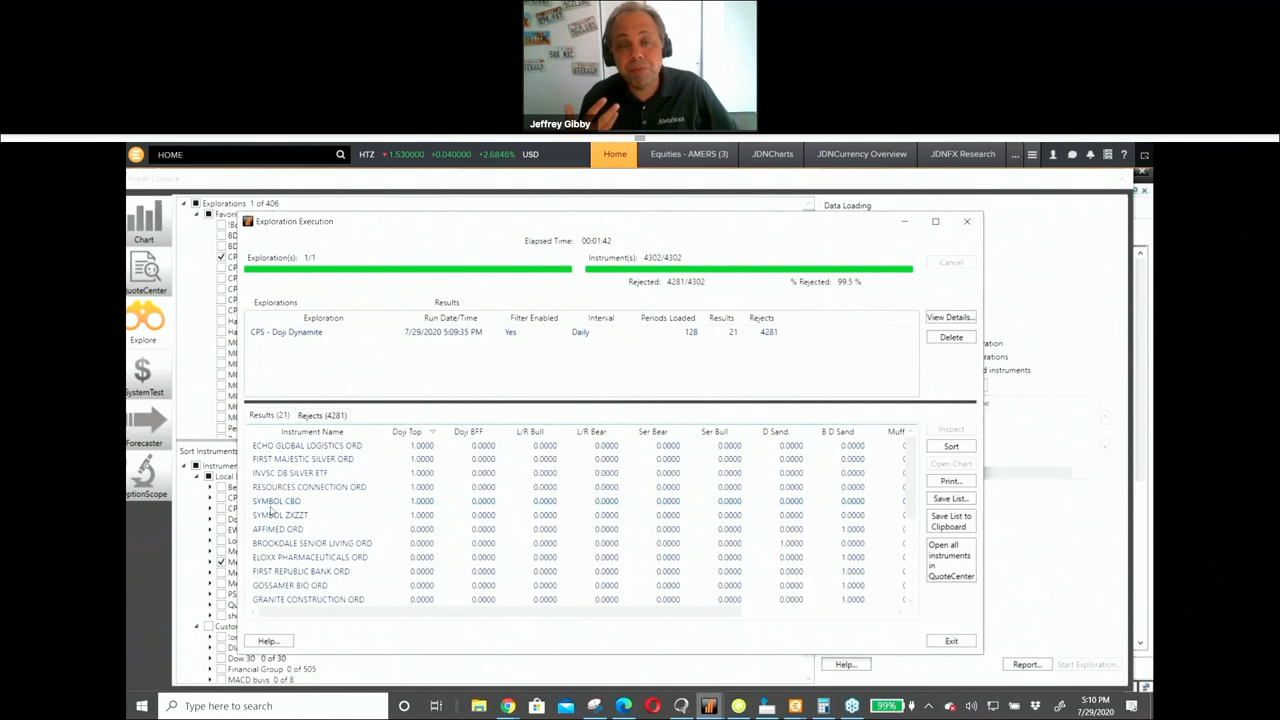 Jeffrey Gibby
MetaStock
HOME
HTZ 1.530000 +0.040000 +2.6846% USD
Home
Equities - AMERS (3)
JDNCharts
JDNCurrency Overview
JDNFX Research
...
?
Power Console
Explorations 1 of 406
Data Loading
Exploration Execution
Elapsed Time: 00:01:42
Exploration(s): 1/1
Instrument(s): 4302/4302
Cancel
Rejected: 4281/4302
% Rejected: 99.5 %
Explorations
Results
Exploration Run Date/Time Filter Enabled Interval Periods Loaded Results Rejects
View Details...
CPS - Doji Dynamite 7/29/2020 5:09:35 PM Yes Daily 128 21 4281
Delete
Results (21)
Rejects (4281)
Instrument Name Doji Top Doji BFF L/R Bull L/R Bear Ser Bear Ser Bull D Sand. B D Sand Muff
ECHO GLOBAL LOGISTICS ORD 1.0000 0.0000 0.0000 0.0000 0.0000 0.0000 0.0000 0.0000
FIRST MAJESTIC SILVER ORD 1.0000 0.0000 0.0000 0.0000 0.0000 0.0000 0.0000 0.0000
INVSC DB SILVER ETF 1.0000 0.0000 0.0000 0.0000 0.0000 0.0000 0.0000 0.0000
RESOURCES CONNECTION ORD 1.0000 0.0000 0.0000 0.0000 0.0000 0.0000 0.0000 0.0000
SYMBOL CBO 1.0000 0.0000 0.0000 0.0000 0.0000 0.0000 0.0000 0.0000
SYMBOL ZXZZT 1.0000 0.0000 0.0000 0.0000 0.0000 0.0000 0.0000 0.0000
AFFIMED ORD 0.0000 0.0000 0.0000 0.0000 0.0000 0.0000 0.0000 1.0000
BROOKDALE SENIOR LIVING ORD 0.0000 0.0000 0.0000 0.0000 0.0000 0.0000 1.0000 0.0000
ELOXX PHARMACEUTICALS ORD 0.0000 0.0000 0.0000 0.0000 0.0000 0.0000 0.0000 1.0000
FIRST REPUBLIC BANK ORD 0.0000 0.0000 0.0000 0.0000 0.0000 0.0000 0.0000 1.0000
GOSSAMER BIO ORD 0.0000 0.0000 0.0000 0.0000 0.0000 0.0000 0.0000 1.0000
GRANITE CONSTRUCTION ORD 0.0000 0.0000 0.0000 0.0000 0.0000 0.0000 0.0000 1.0000
Inspect
Sort
Open Chart
Print...
Save List...
Save List to
Clipboard
Open all
instruments
in
QuoteCenter
Help...
Exit
Chart
QuoteCenter
Explore
SystemTest
Forecaster
OptionScope
Favori
Sort Instruments
Instrumen
Local
Custo
Dow 30 0 of 30
Financial Group 0 of 505
MACD buys 0 of 8
Help...
Report...
Start Exploration...
Type here to search
99%
5:10 PM
7/29/2020